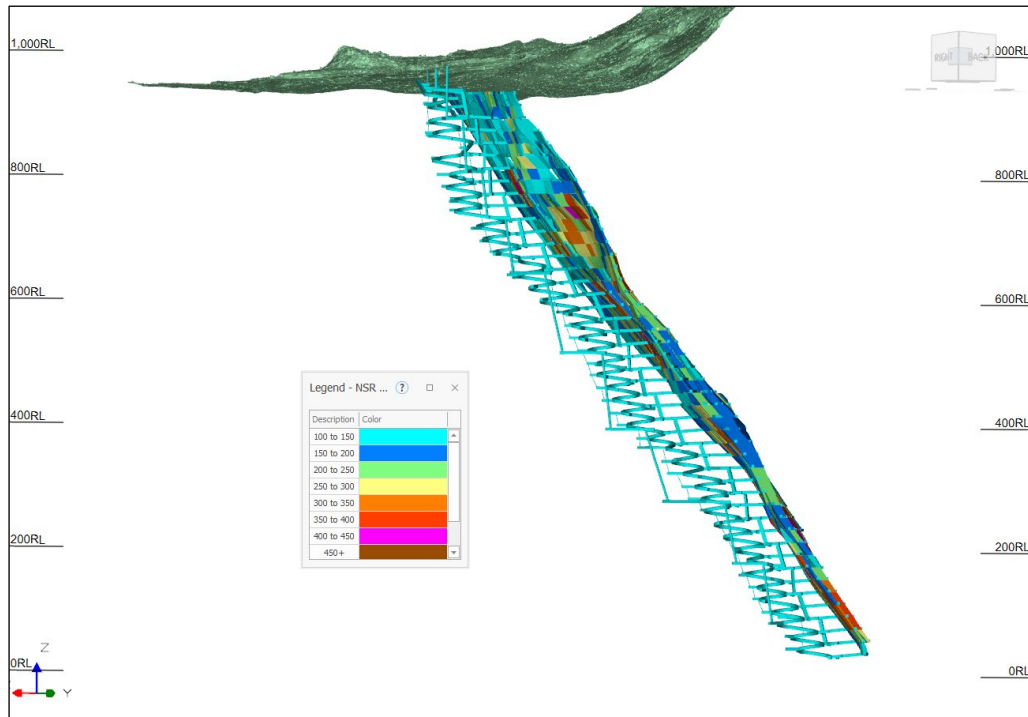 1,000RL
1,000RL
RIGHT BACK
800RL
800RL
600RL
600RL
Legend - NSR ... ?
Description Color
100 to 150
150 to 200
200 to 250
250 to 300
300 to 350
350 to 400
400 to 450
450+
400RL
400RL
200RL
200RL
Z
0RL
0RL
Y